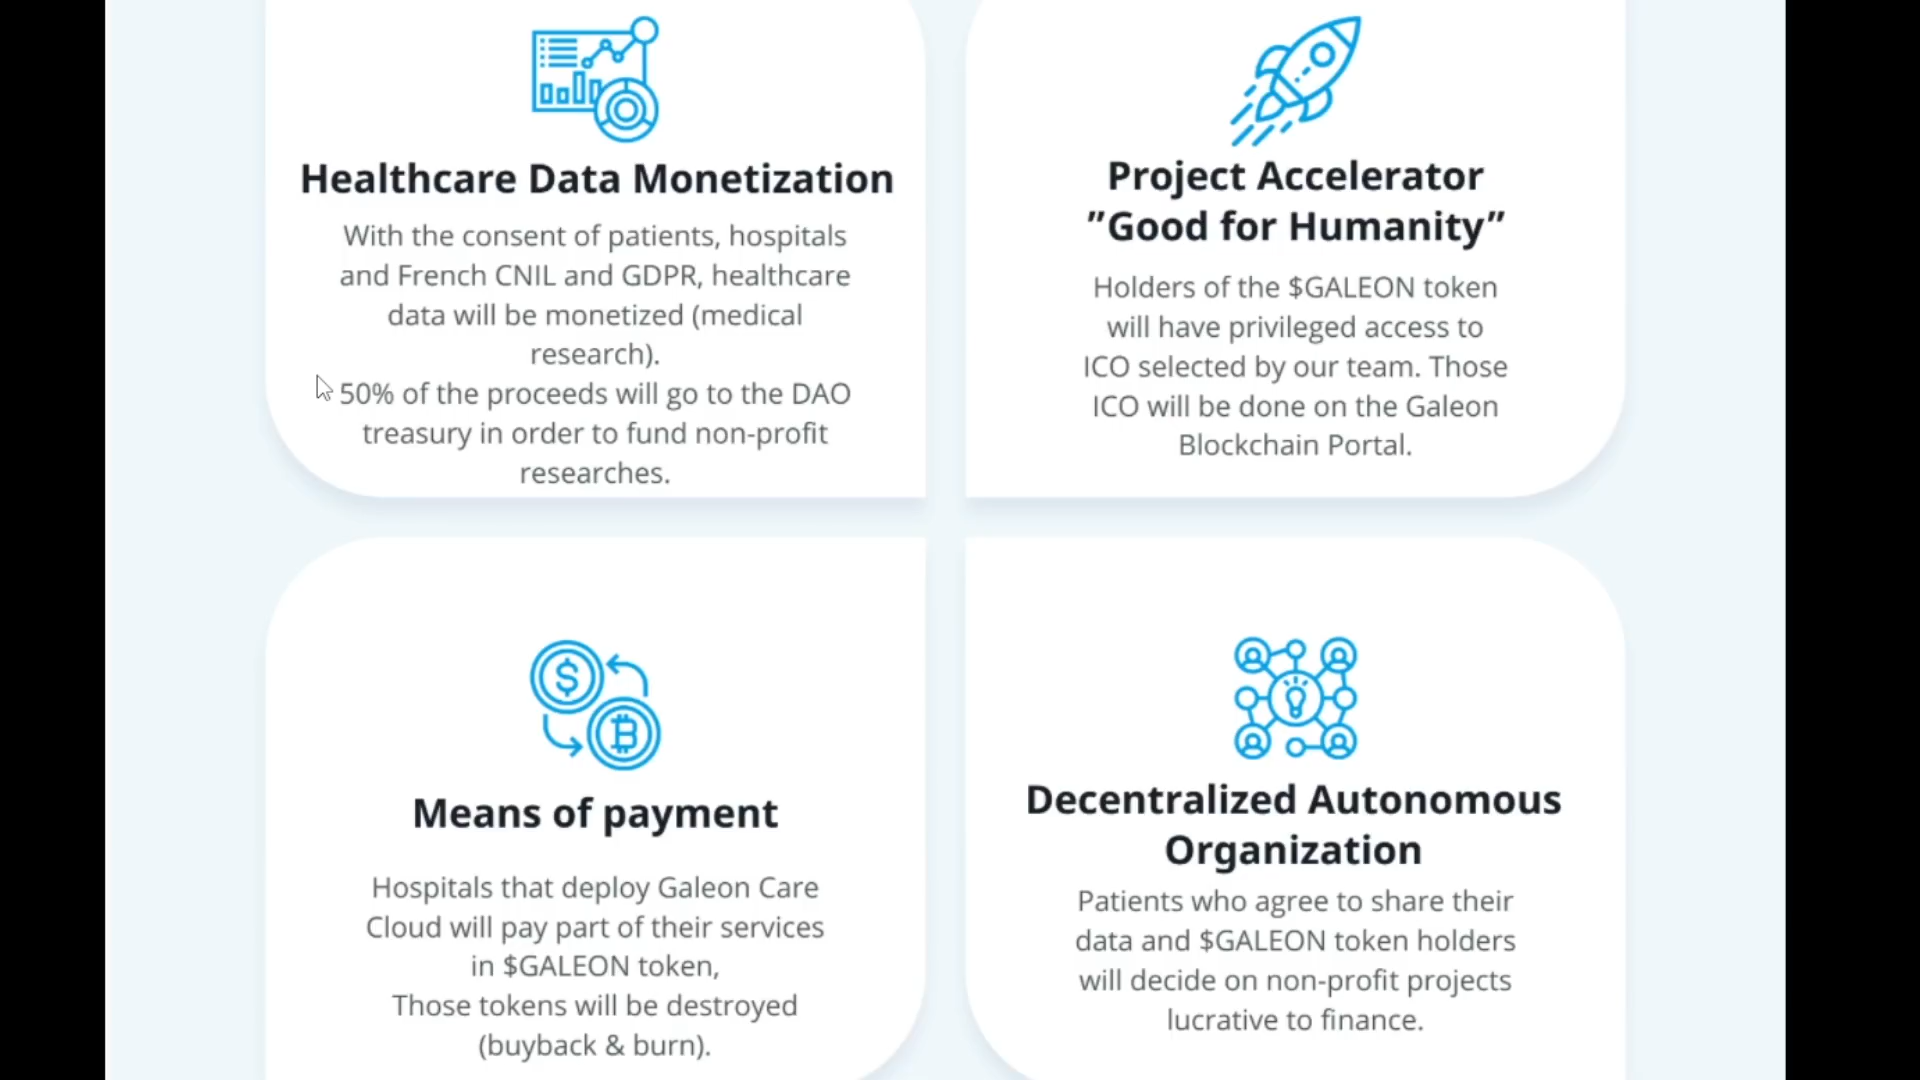 Healthcare Data Monetization
With the consent of patients, hospitals
and French CNIL and GDPR, healthcare
data will be monetized (medical
research).
50% of the proceeds will go to the DAO
treasury in order to fund non-profit
researches.
Project Accelerator
”Good for Humanity”
Holders of the $GALEON token
will have privileged access to
ICO selected by our team. Those
ICO will be done on the Galeon
Blockchain Portal.
Means of payment
Hospitals that deploy Galeon Care
Cloud will pay part of their services
in $GALEON token,
Those tokens will be destroyed
(buyback & burn).
Decentralized Autonomous
Organization
Patients who agree to share their
data and $GALEON token holders
will decide on non-profit projects
lucrative to finance.